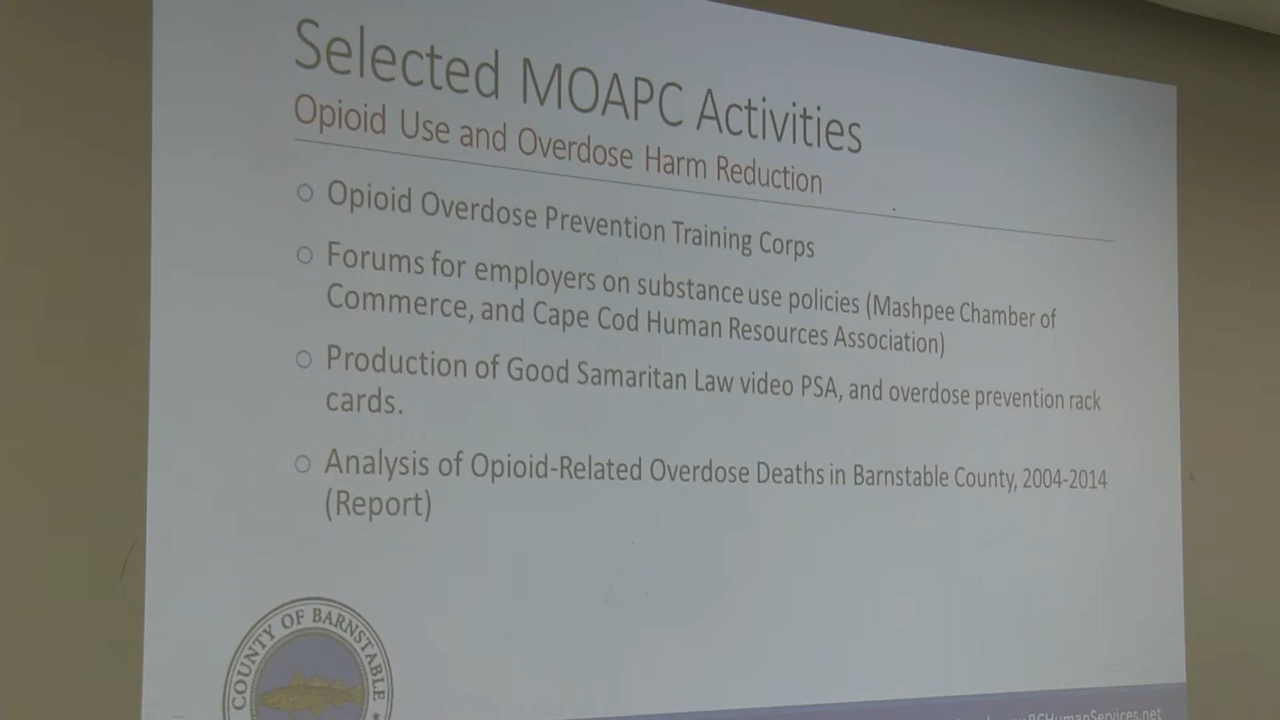 Selected MOAPC Activities
Opioid Use and Overdose Harm Reduction
○ Opioid Overdose Prevention Training Corps
○ Forums for employers on substance use policies (Mashpee Chamber of
Commerce, and Cape Cod Human Resources Association)
○ Production of Good Samaritan Law video PSA, and overdose prevention rack
cards.
○ Analysis of Opioid-Related Overdose Deaths in Barnstable County, 2004-2014
(Report)
COUNTY OF BARNSTABLE
BCHumanServices.net